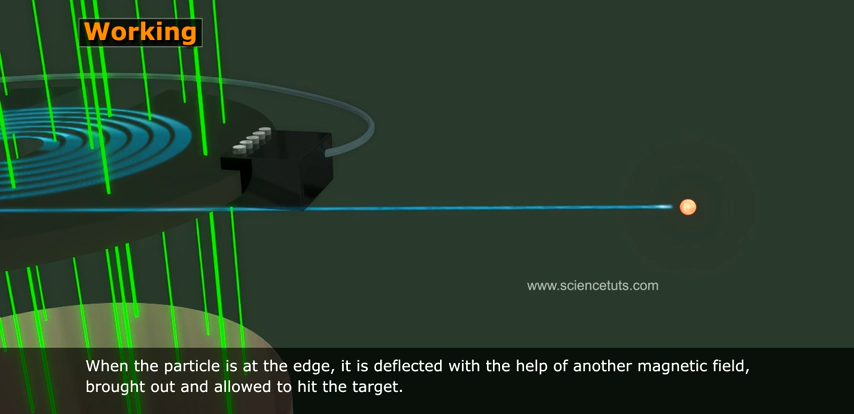 Working
www.sciencetuts.com
When the particle is at the edge, it is deflected with the help of another magnetic field,
brought out and allowed to hit the target.